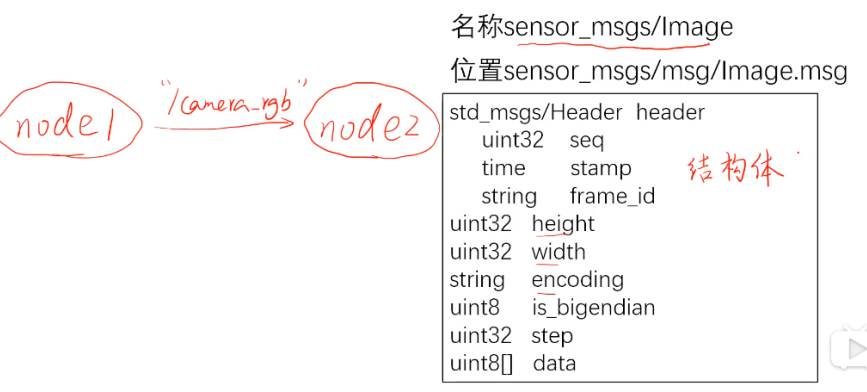 名称sensor_msgs/Image
位置sensor_msgs/msg/Image.msg
node1
"/camera_rgb"
node2
std_msgs/Header header
uint32 seq
time stamp
string frame_id
结构体
uint32 height
uint32 width
string encoding
uint8 is_bigendian
uint32 step
uint8[] data